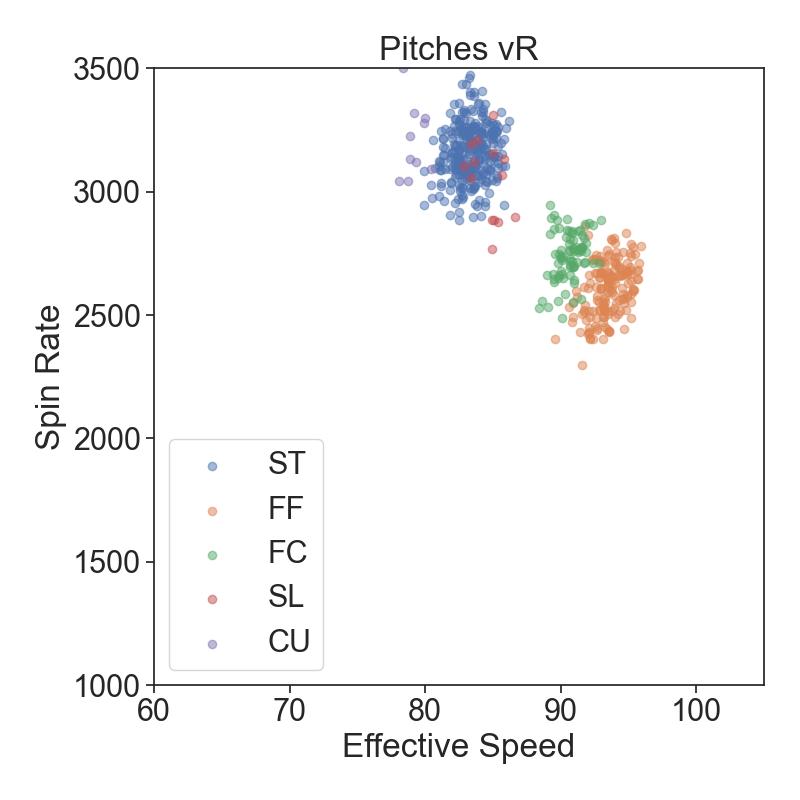 Pitches vR
3500
3000
2500
2000
1500
1000
Spin Rate
ST
FF
FC
SL
CU
60 70 80 90 100
Effective Speed